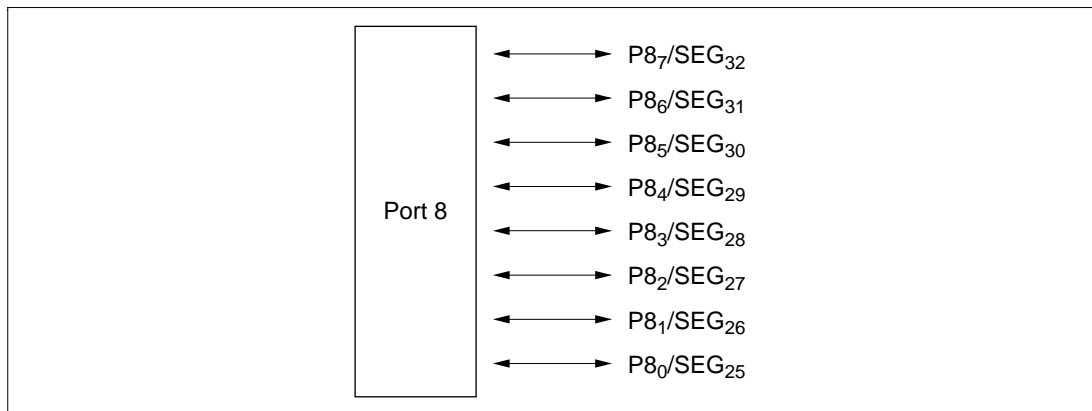 P8₇/SEG₃₂
P8₆/SEG₃₁
P8₅/SEG₃₀
P8₄/SEG₂₉
Port 8
P8₃/SEG₂₈
P8₂/SEG₂₇
P8₁/SEG₂₆
P8₀/SEG₂₅